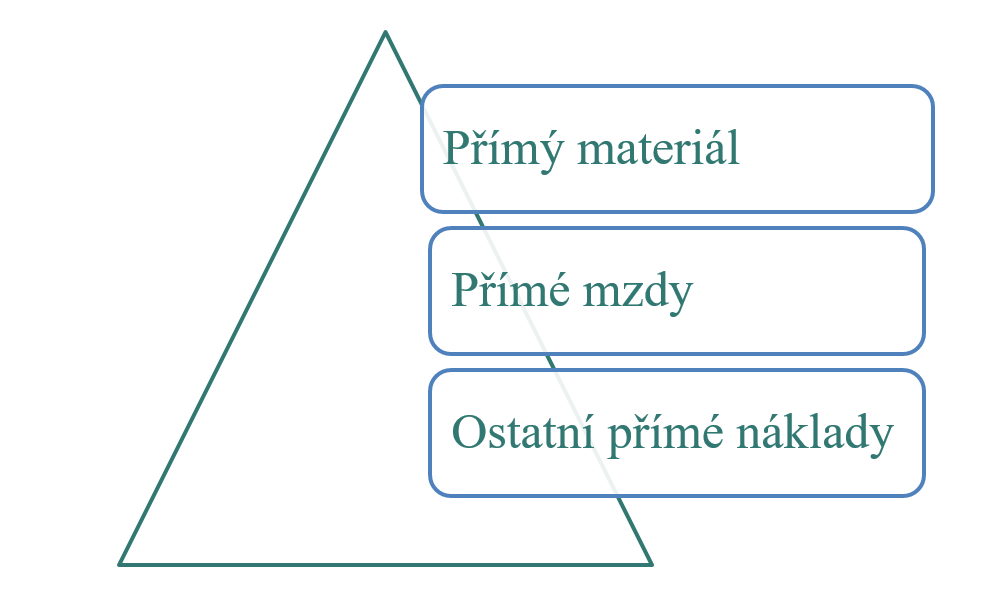 Přímý materiál
Přímé mzdy
Ostatní přímé náklady